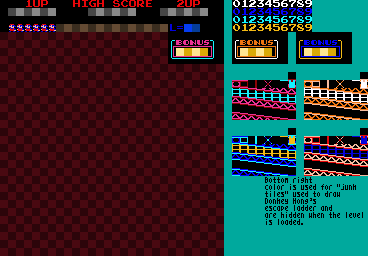 1UP HIGH SCORE 2UP
0123456789
0123456789
0123456789
0123456789
L=
BONUS
BONUS
BONUS
Bottom right
color is used for "junk
tiles" used to draw
Donkey Kong's
escape ladder and
are hidden when the level
is loaded.